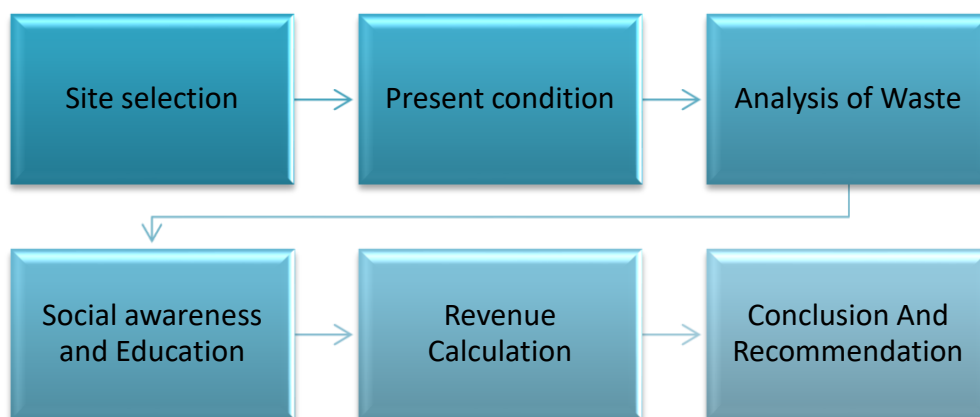 Site selection
Present condition
Analysis of Waste
Social awareness
and Education
Revenue
Calculation
Conclusion And
Recommendation